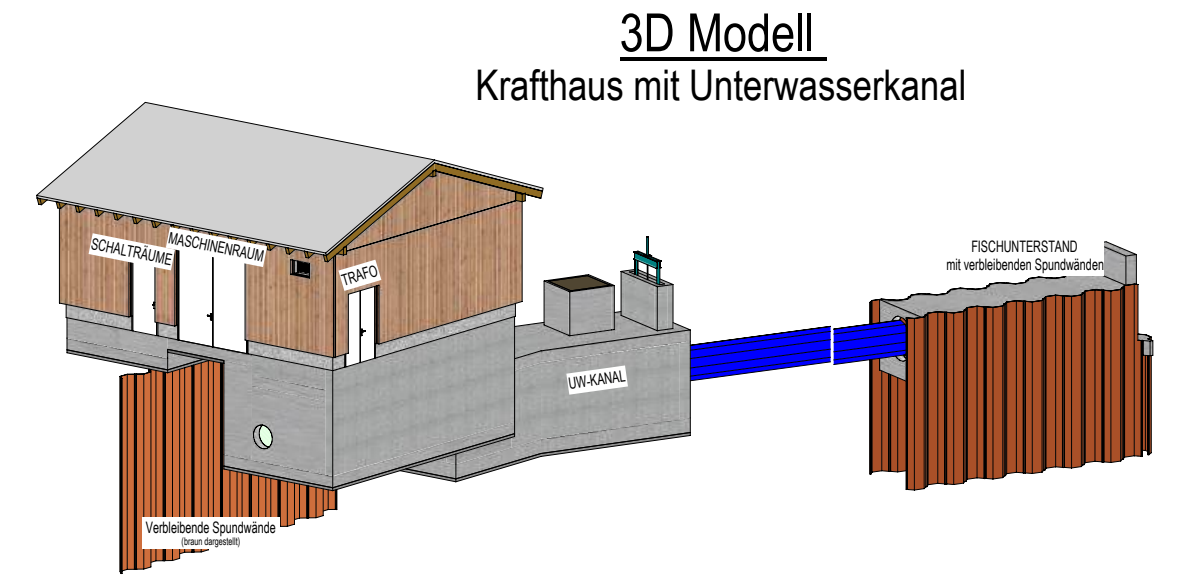 3D Modell
Krafthaus mit Unterwasserkanal
SCHALTRÄUME
MASCHINENRAUM
TRAFO
FISCHUNTERSTAND
mit verbleibenden Spundwänden
UW-KANAL
Verbleibende Spundwände
(braun dargestellt)